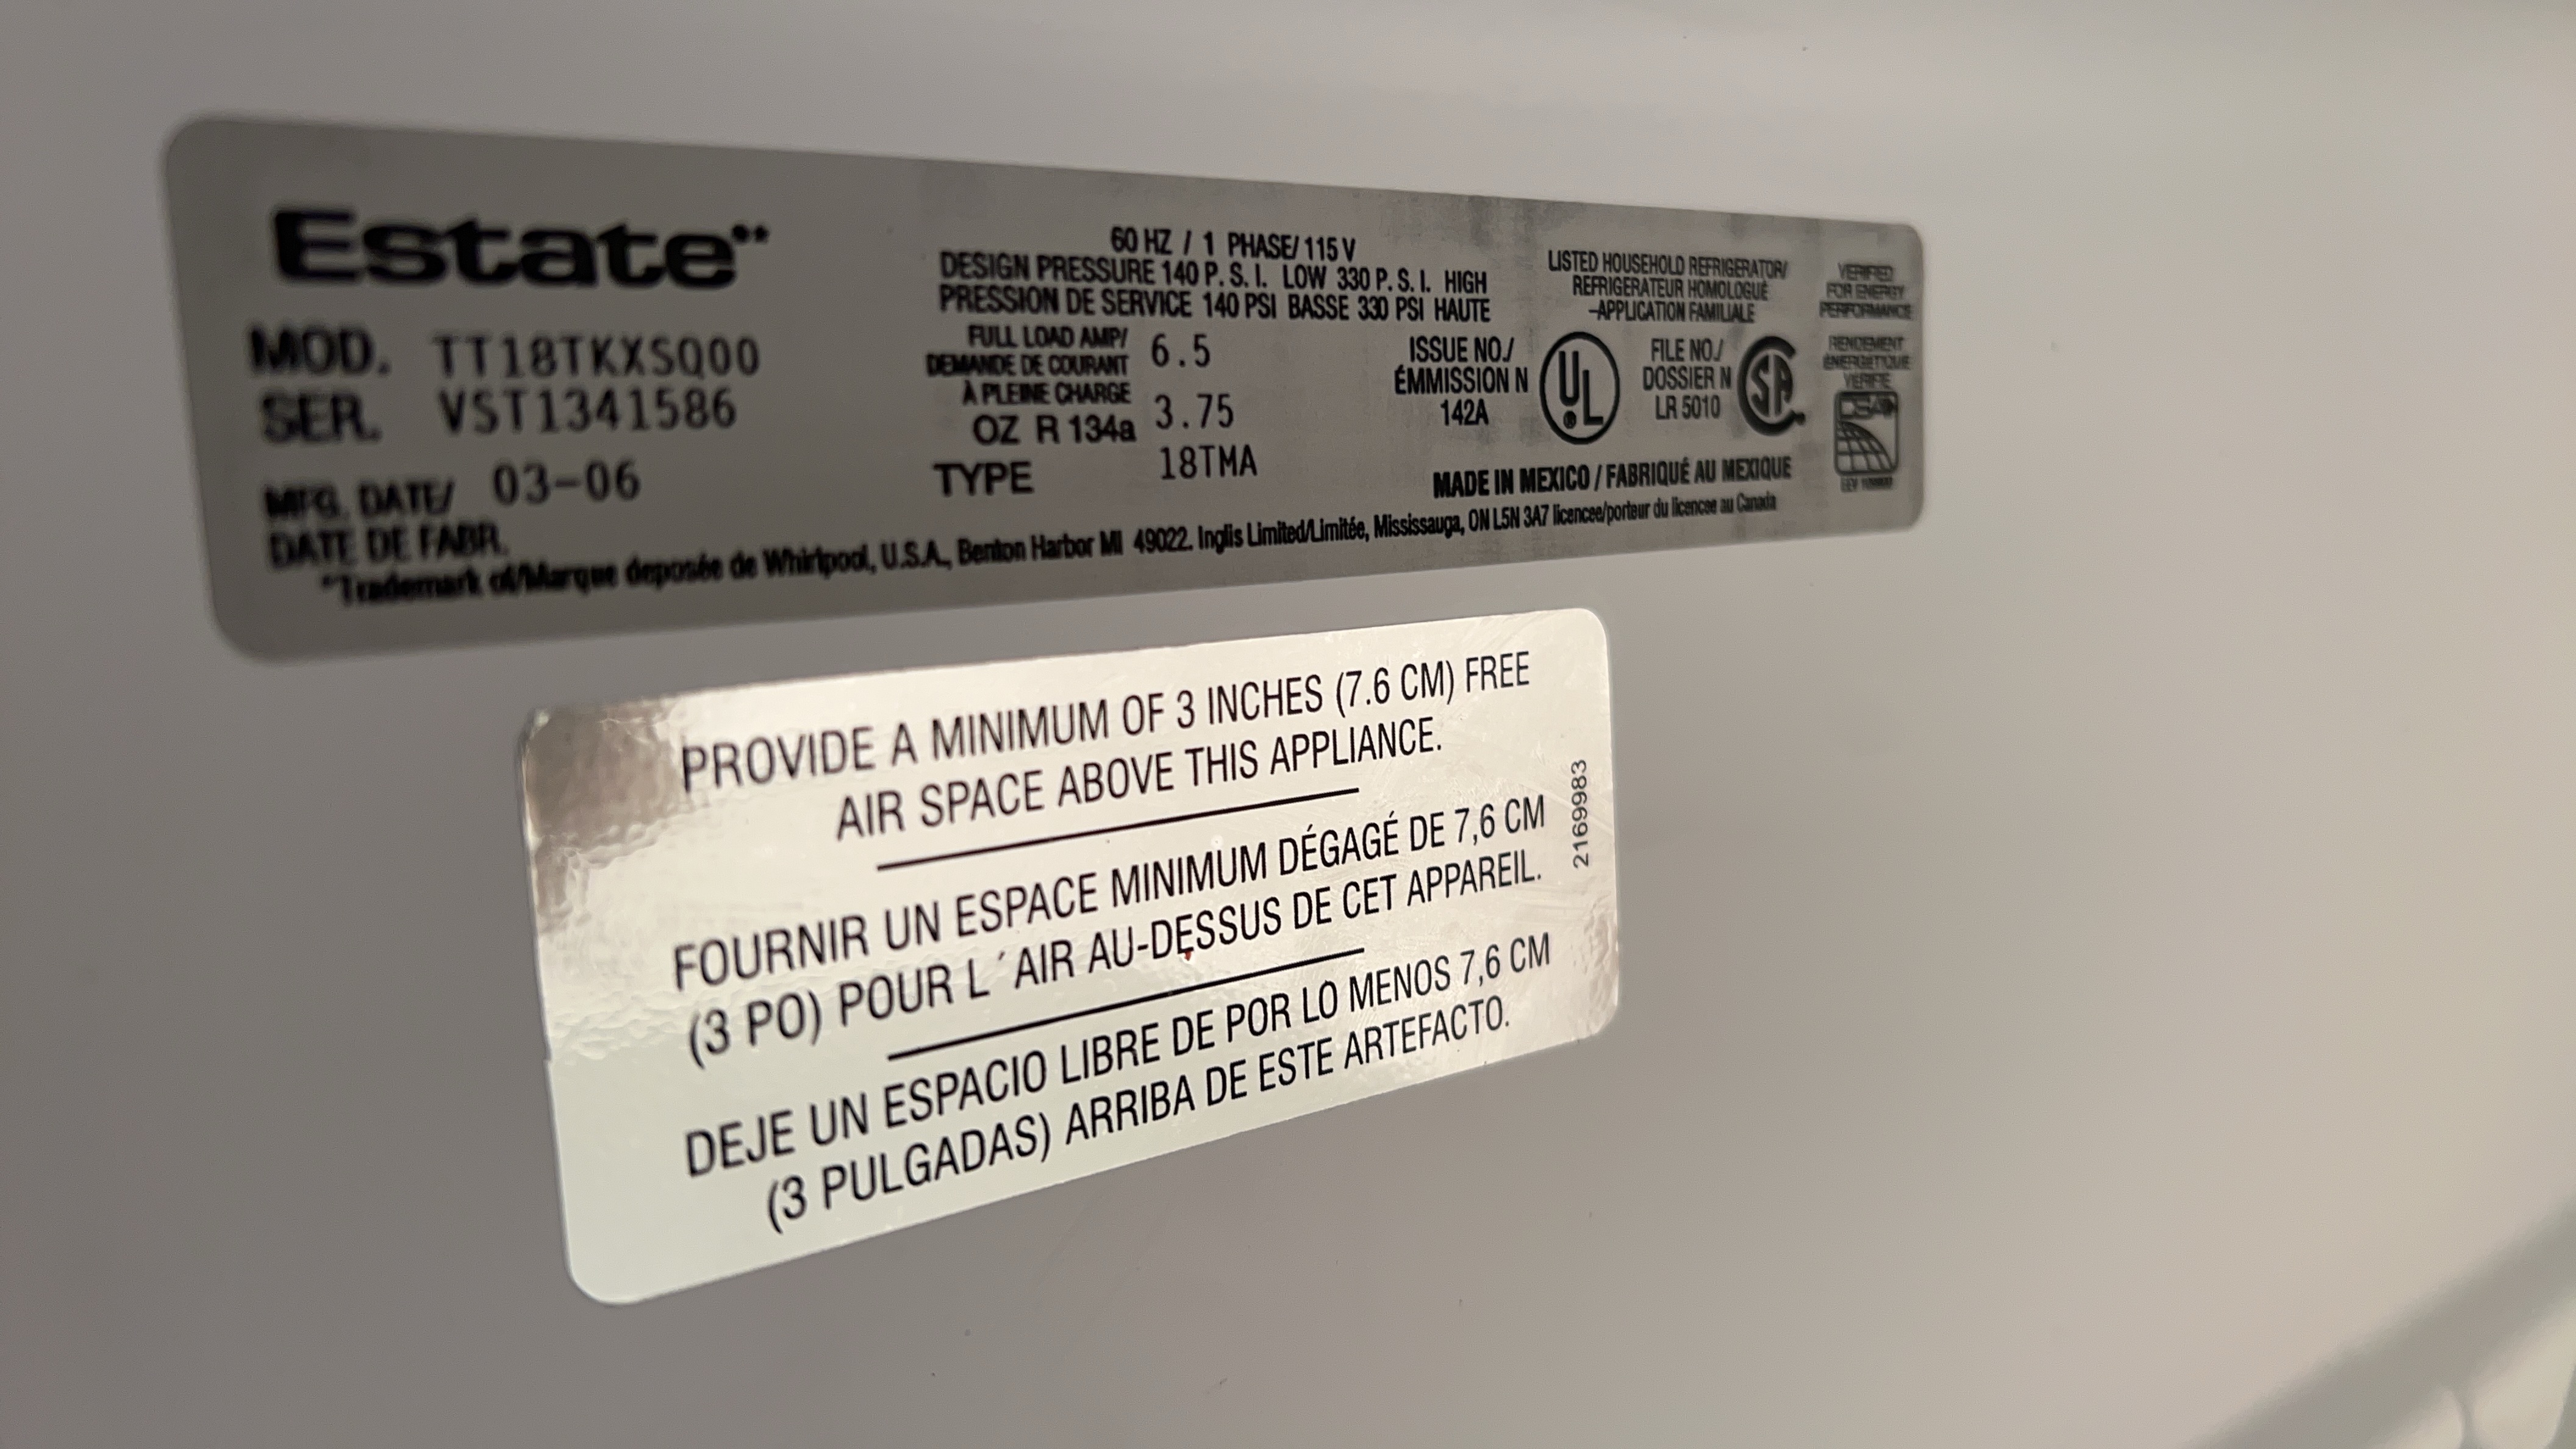 Estate**
MOD. TT18TKXSQ00
SER. VST1341586
MFG. DATE/ 03-06
DATE DE FABR.
60 HZ / 1 PHASE/ 115 V
DESIGN PRESSURE 140 P.S.I. LOW 330 P.S.I. HIGH
PRESSION DE SERVICE 140 PSI BASSE 330 PSI HAUTE
FULL LOAD AMP/ 6.5
DEMANDE DE COURANT
À PLEINE CHARGE
OZ R 134a 3.75
TYPE 18TMA
LISTED HOUSEHOLD REFRIGERATOR/
REFRIGERATEUR HOMOLOGUÉ
-APPLICATION FAMILIALE
ISSUE NO./
ÉMMISSION N
142A
UL
FILE NO./
DOSSIER N
LR 5010
SA
VERIFIED
FOR ENERGY
PERFORMANCE
RENDEMENT
ÉNERGÉTIQUE
VÉRIFIÉ
CSA
MADE IN MEXICO / FABRIQUÉ AU MEXIQUE
**Trademark of/Marque deposée de Whirlpool, U.S.A., Benton Harbor MI 49022. Inglis Limited/Limitée, Mississauga, ON L5N 3A7 licencee/porteur du licencee au Canada
PROVIDE A MINIMUM OF 3 INCHES (7.6 CM) FREE
AIR SPACE ABOVE THIS APPLIANCE.
FOURNIR UN ESPACE MINIMUM DÉGAGÉ DE 7,6 CM
(3 PO) POUR L´AIR AU-DESSUS DE CET APPAREIL.
DEJE UN ESPACIO LIBRE DE POR LO MENOS 7,6 CM
(3 PULGADAS) ARRIBA DE ESTE ARTEFACTO.
2169983